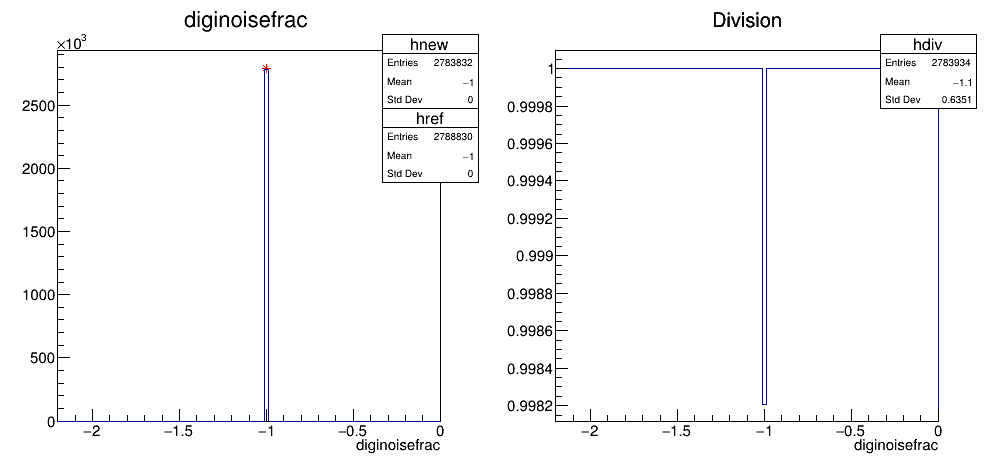 diginoisefrac
×10³
hnew
Entries 2783832
Mean −1
Std Dev 0
href
Entries 2788830
Mean −1
Std Dev 0
2500
2000
1500
1000
500
0
−2 −1.5 −1 −0.5 0
diginoisefrac
Division
hdiv
Entries 2783934
Mean −1.1
Std Dev 0.6351
1
0.9998
0.9996
0.9994
0.9992
0.999
0.9988
0.9986
0.9984
0.9982
−2 −1.5 −1 −0.5 0
diginoisefrac